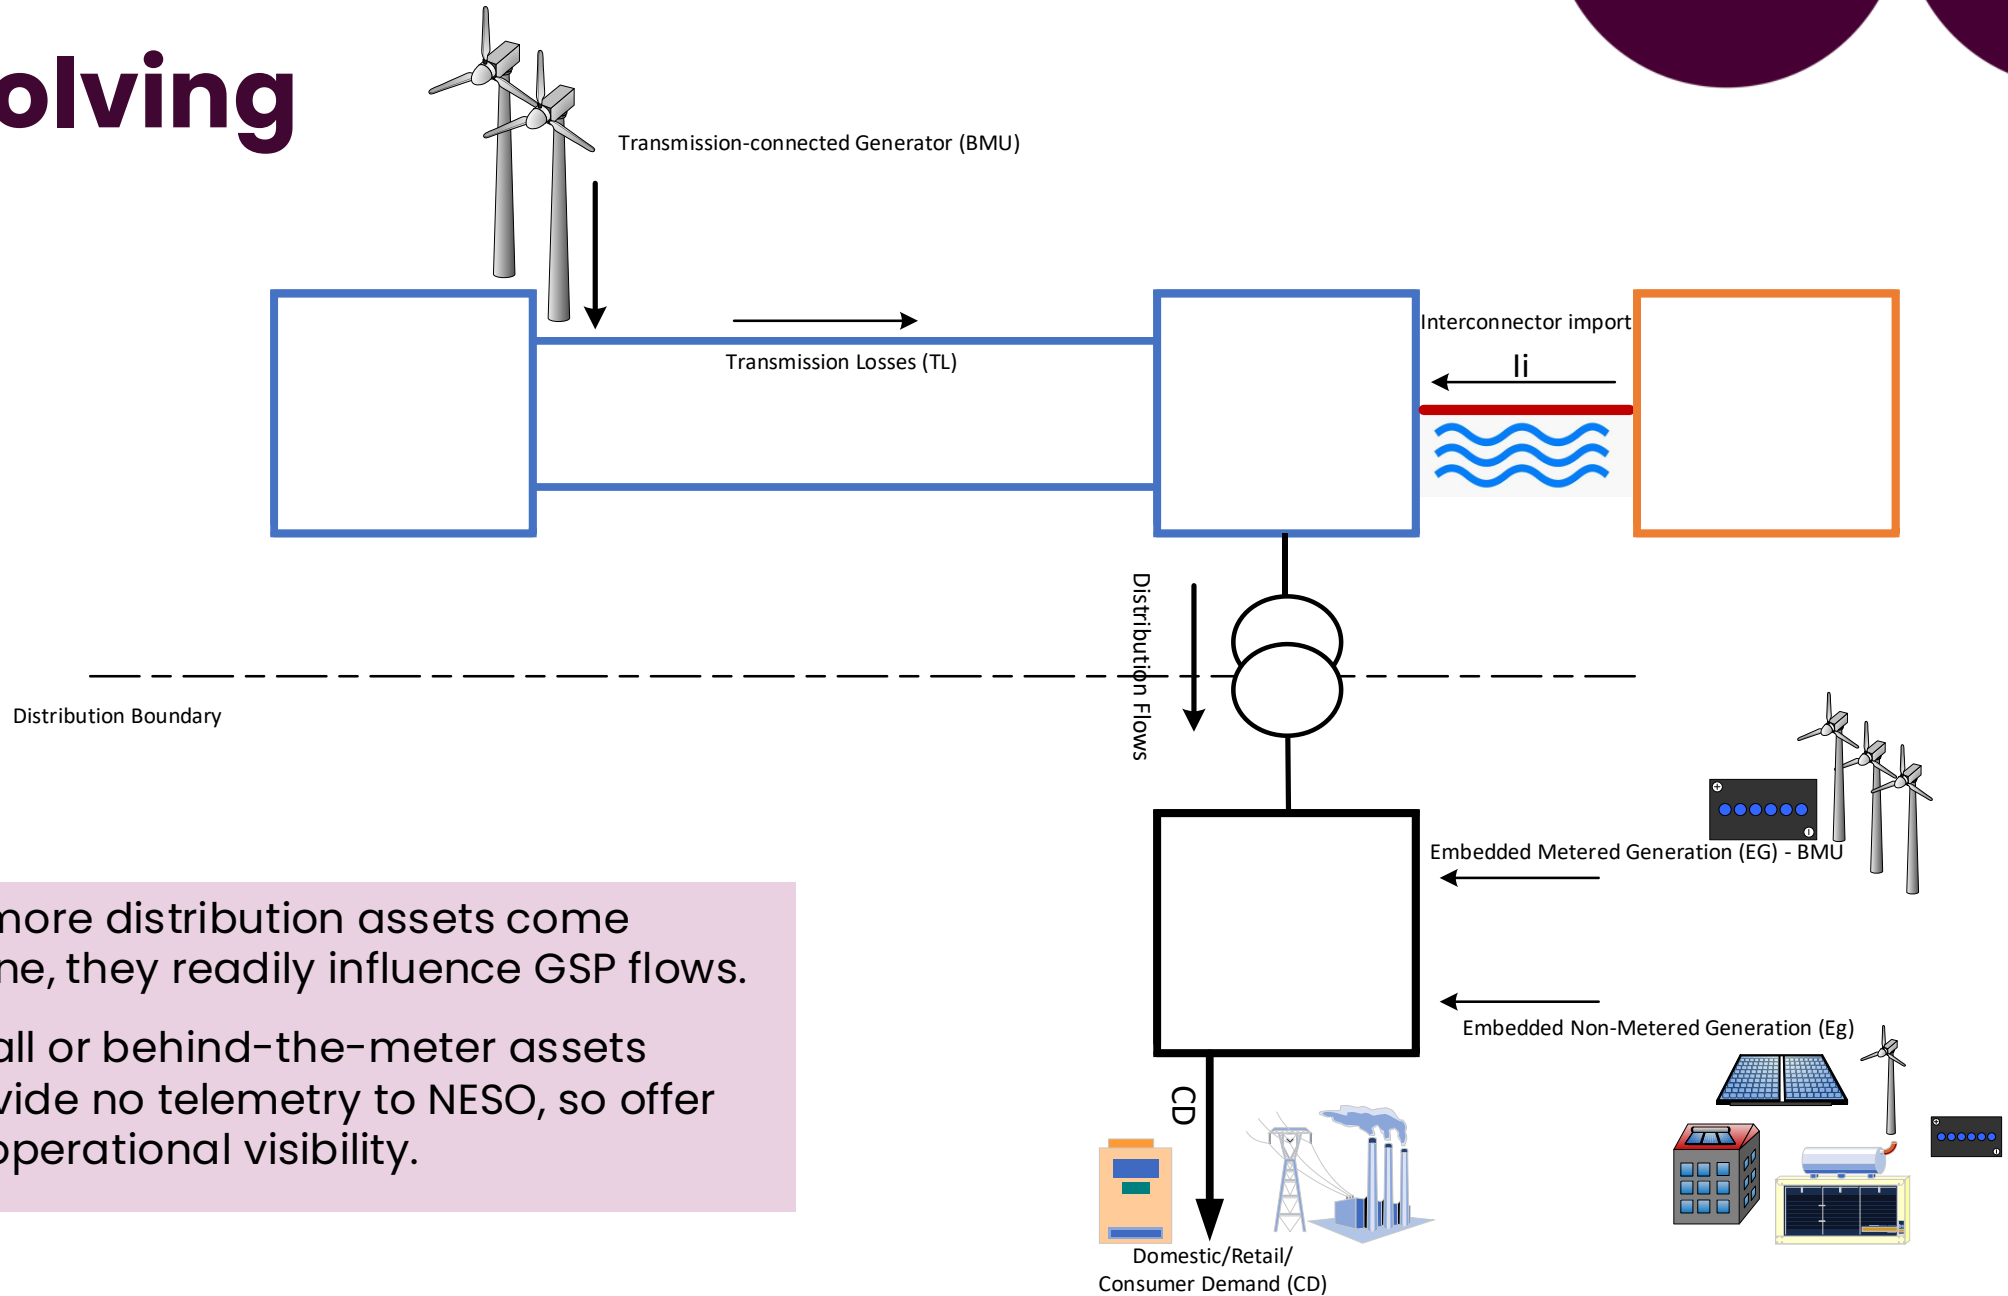 olving
Transmission-connected Generator (BMU)
Transmission Losses (TL)
Interconnector import
Ii
Distribution Flows
Distribution Boundary
Embedded Metered Generation (EG) - BMU
Embedded Non-Metered Generation (Eg)
more distribution assets come
ne, they readily influence GSP flows.
all or behind-the-meter assets
vide no telemetry to NESO, so offer
operational visibility.
CD
Domestic/Retail/
Consumer Demand (CD)